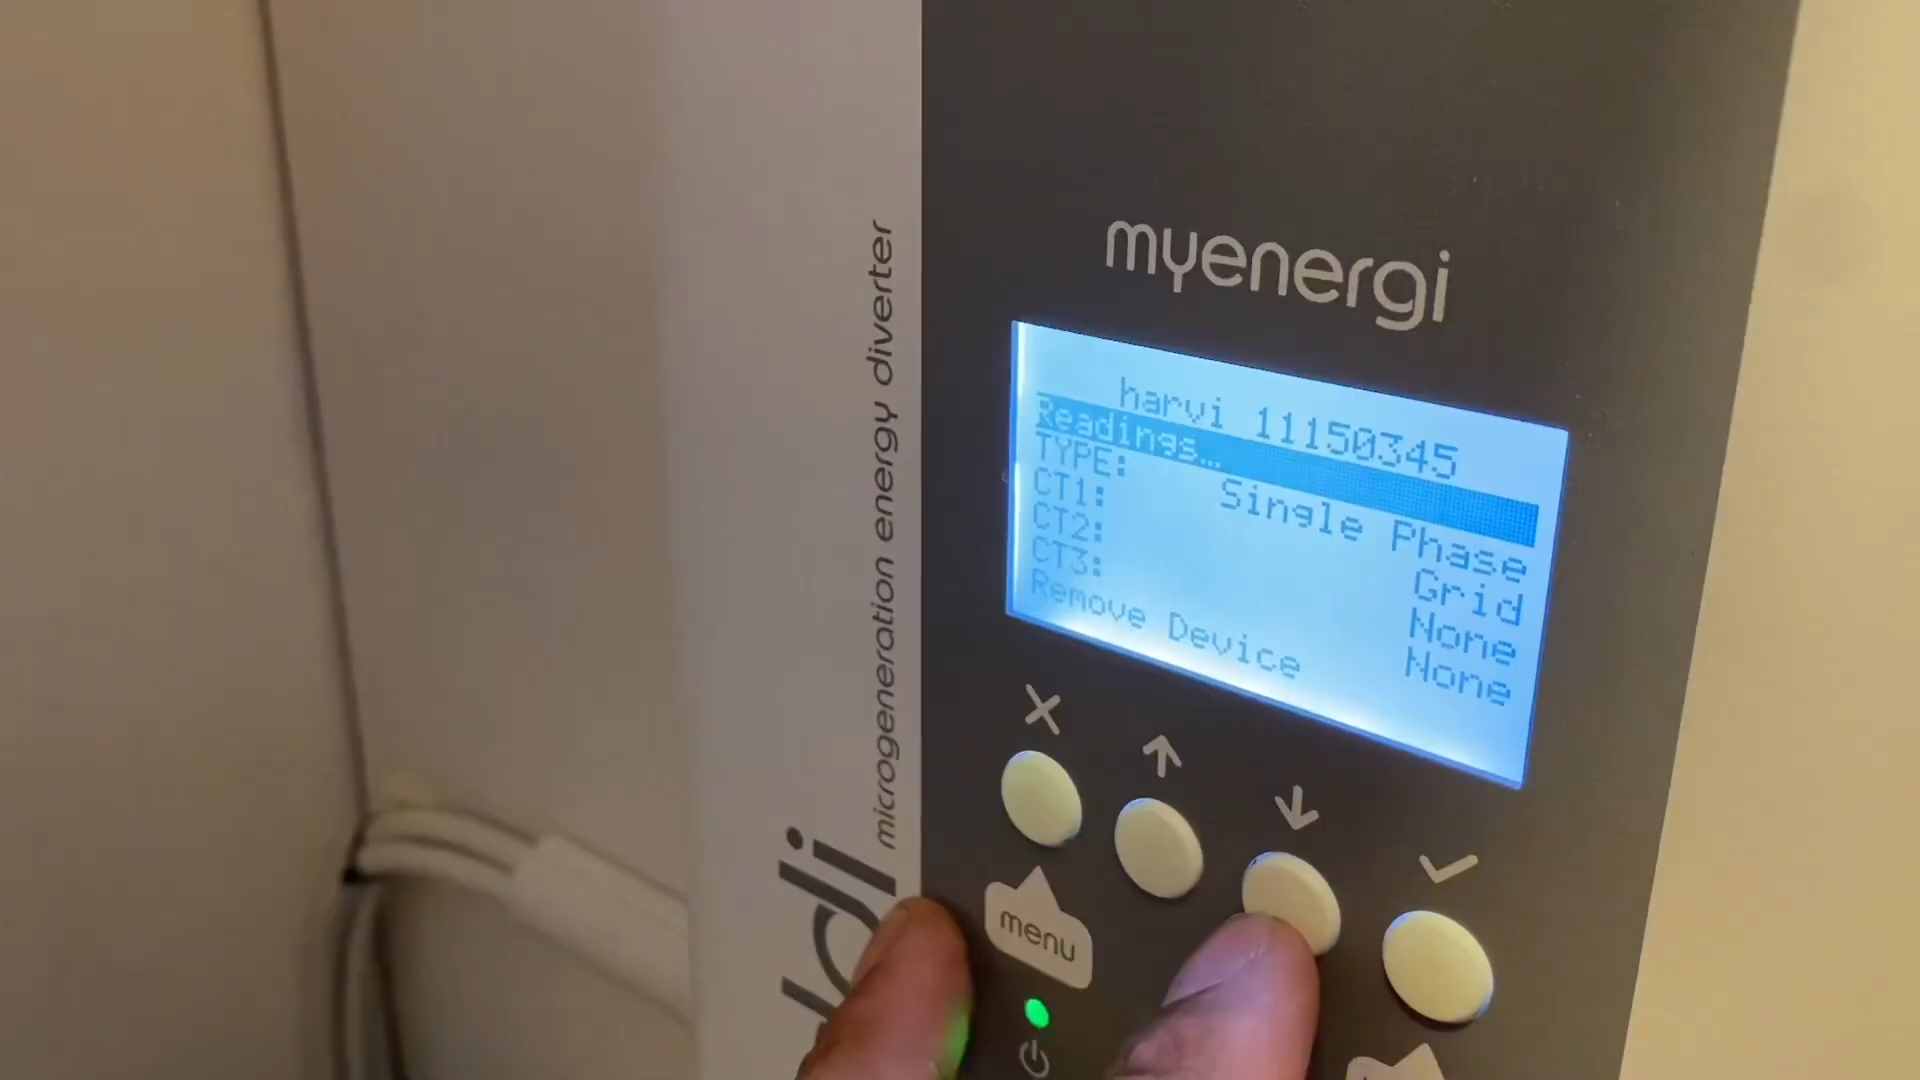 myenergi
harvi 11150345
Readings...
TYPE: Single Phase
CT1: Grid
CT2: None
CT3: None
Remove Device
menu
microgeneration energy diverter